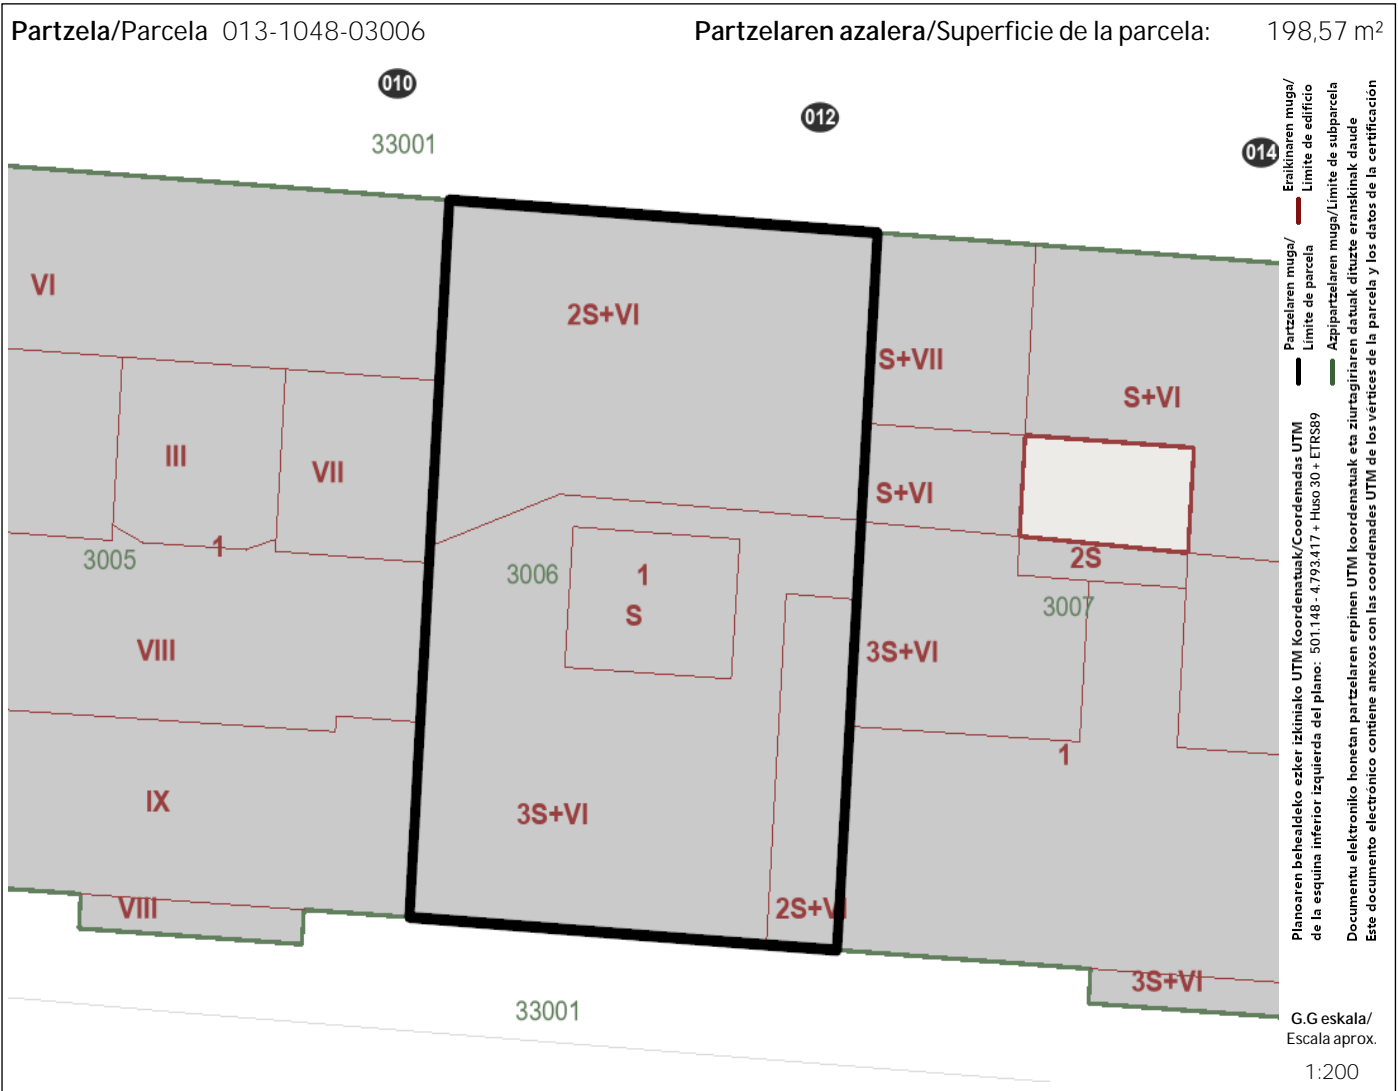 Partzela/Parcela 013-1048-03006
Partzelaren azalera/Superficie de la parcela: 198,57 m²
010
012
014
33001
VI
2S+VI
S+VII
S+VI
III
VII
S+VI
1
3005
3006
1
S
2S
3007
VIII
3S+VI
1
IX
3S+VI
VIII
2S+VI
3S+VI
33001
Planoaren behealdeko ezker izkiniako UTM Koordenatuak/Coordenadas UTM
de la esquina inferior izquierda del plano: 501.148 - 4.793.417 + Huso 30 + ETRS89
Partzelaren muga/
Límite de parcela
Eraikinaren muga/
Límite de edificio
Azpipartzelaren muga/Límite de subparcela
Documentu elektroniko honetan partzelaren erpinen UTM koordenatuak eta ziurtagiriaren datuak dituzte eranskinak daude
Este documento electrónico contiene anexos con las coordenades UTM de los vértices de la parcela y los datos de la certificación
G.G eskala/
Escala aprox.
1:200